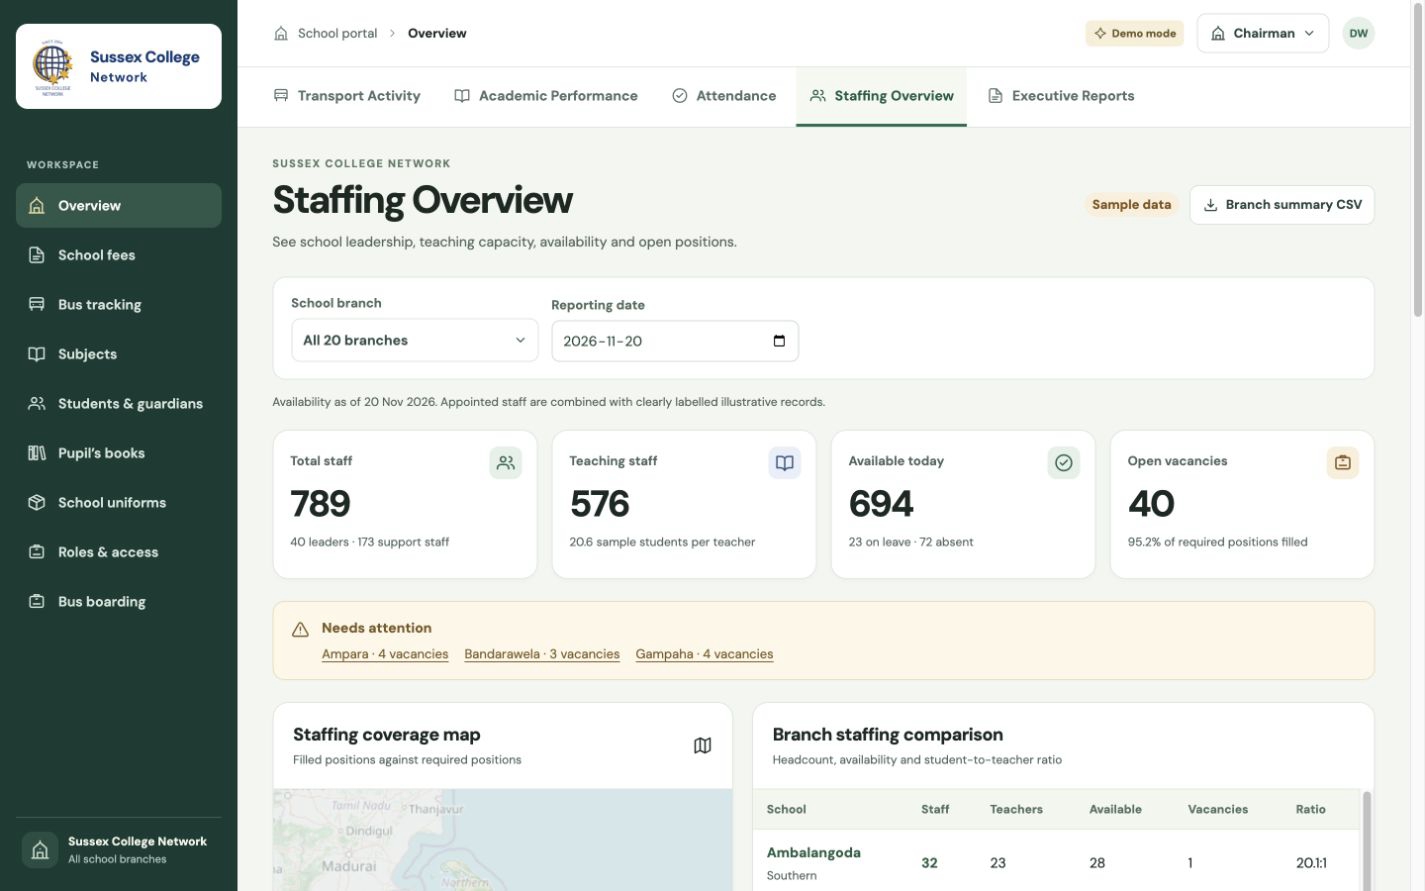 Sussex College
Network
SUSSEX COLLEGE
NETWORK
WORKSPACE
Overview
School fees
Bus tracking
Subjects
Students & guardians
Pupil's books
School uniforms
Roles & access
Bus boarding
Sussex College Network
All school branches
School portal
Overview
Demo mode
Chairman
DW
Transport Activity
Academic Performance
Attendance
Staffing Overview
Executive Reports
SUSSEX COLLEGE NETWORK
Staffing Overview
See school leadership, teaching capacity, availability and open positions.
Sample data
Branch summary CSV
School branch
All 20 branches
Reporting date
2026-11-20
Availability as of 20 Nov 2026. Appointed staff are combined with clearly labelled illustrative records.
Total staff
789
40 leaders · 173 support staff
Teaching staff
576
20.6 sample students per teacher
Available today
694
23 on leave · 72 absent
Open vacancies
40
95.2% of required positions filled
Needs attention
Ampara · 4 vacancies Bandarawela · 3 vacancies Gampaha · 4 vacancies
Staffing coverage map
Filled positions against required positions
Tamil Nadu
Thanjavur
Dindigul
Madurai
Northern
Branch staffing comparison
Headcount, availability and student-to-teacher ratio
School Staff Teachers Available Vacancies Ratio
Ambalangoda 32 23 28 1 20.1:1
Southern